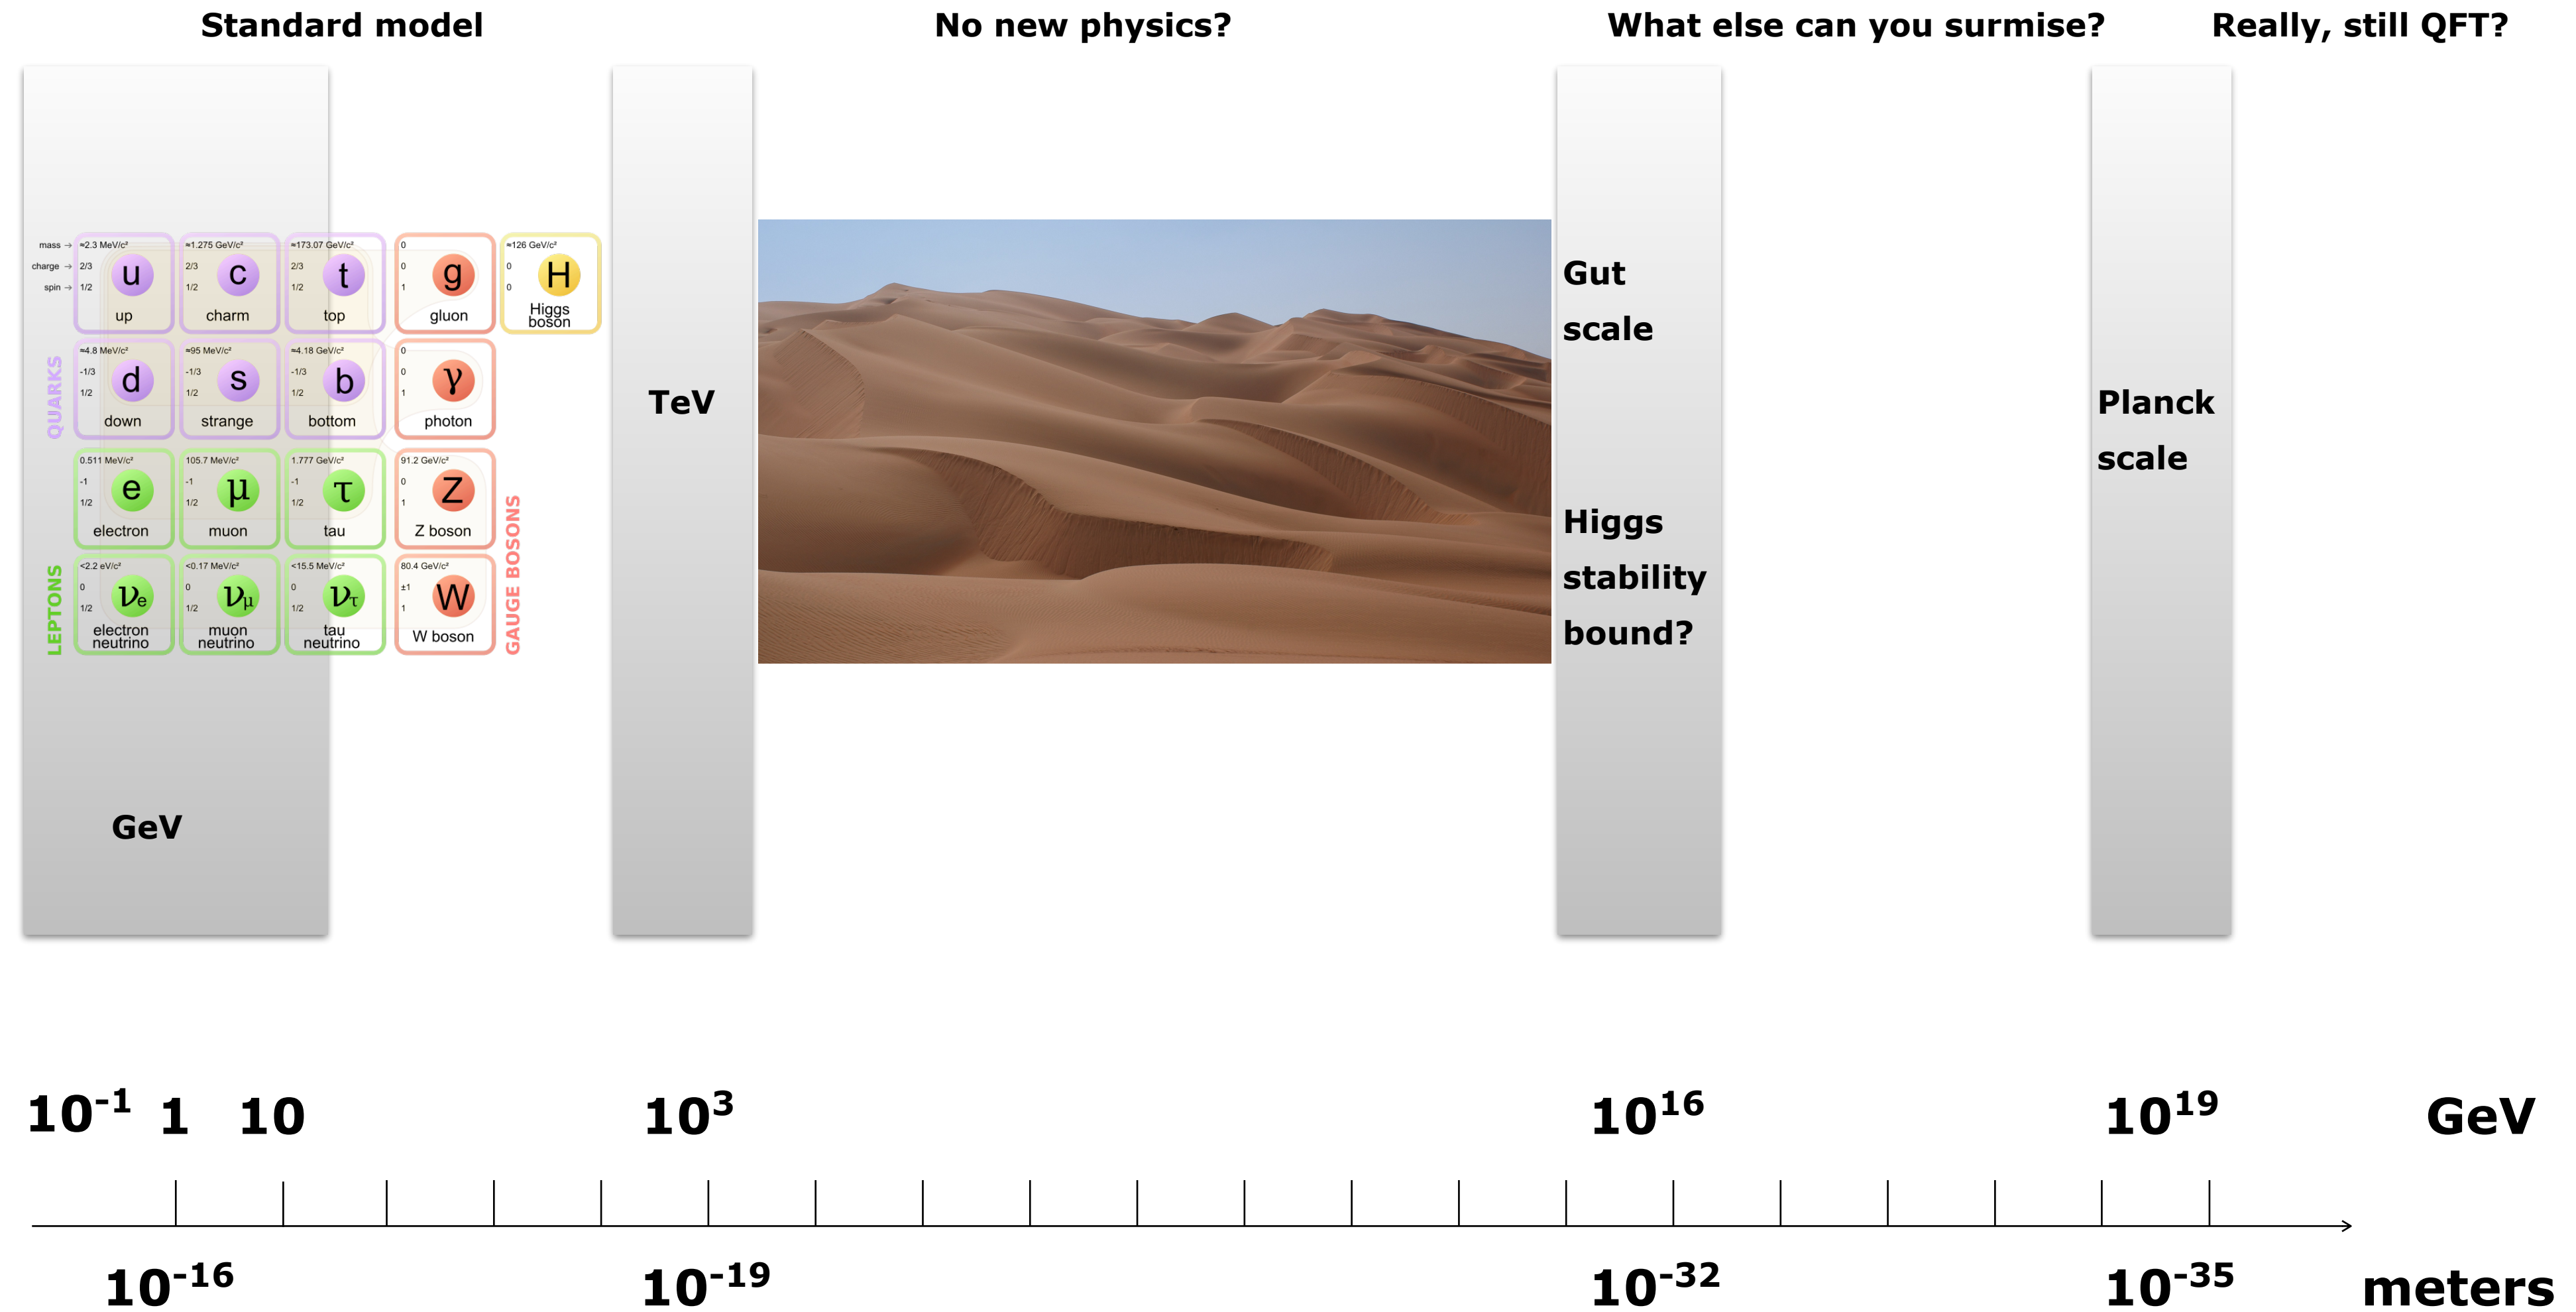 Standard model
No new physics?
What else can you surmise?
Really, still QFT?
mass →
charge →
spin →
≈2.3 MeV/c²
2/3
1/2
u
up
≈1.275 GeV/c²
2/3
1/2
c
charm
≈173.07 GeV/c²
2/3
1/2
t
top
0
0
1
g
gluon
≈126 GeV/c²
0
0
H
Higgs
boson
QUARKS
≈4.8 MeV/c²
-1/3
1/2
d
down
≈95 MeV/c²
-1/3
1/2
s
strange
≈4.18 GeV/c²
-1/3
1/2
b
bottom
0
0
1
γ
photon
0.511 MeV/c²
-1
1/2
e
electron
105.7 MeV/c²
-1
1/2
μ
muon
1.777 GeV/c²
-1
1/2
τ
tau
91.2 GeV/c²
0
1
Z
Z boson
LEPTONS
<2.2 eV/c²
0
1/2
νe
electron
neutrino
<0.17 MeV/c²
0
1/2
νμ
muon
neutrino
<15.5 MeV/c²
0
1/2
ντ
tau
neutrino
80.4 GeV/c²
±1
1
W
W boson
GAUGE BOSONS
GeV
TeV
Gut
scale
Higgs
stability
bound?
Planck
scale
10⁻¹ 1 10 10³ 10¹⁶ 10¹⁹ GeV
10⁻¹⁶ 10⁻¹⁹ 10⁻³² 10⁻³⁵ meters